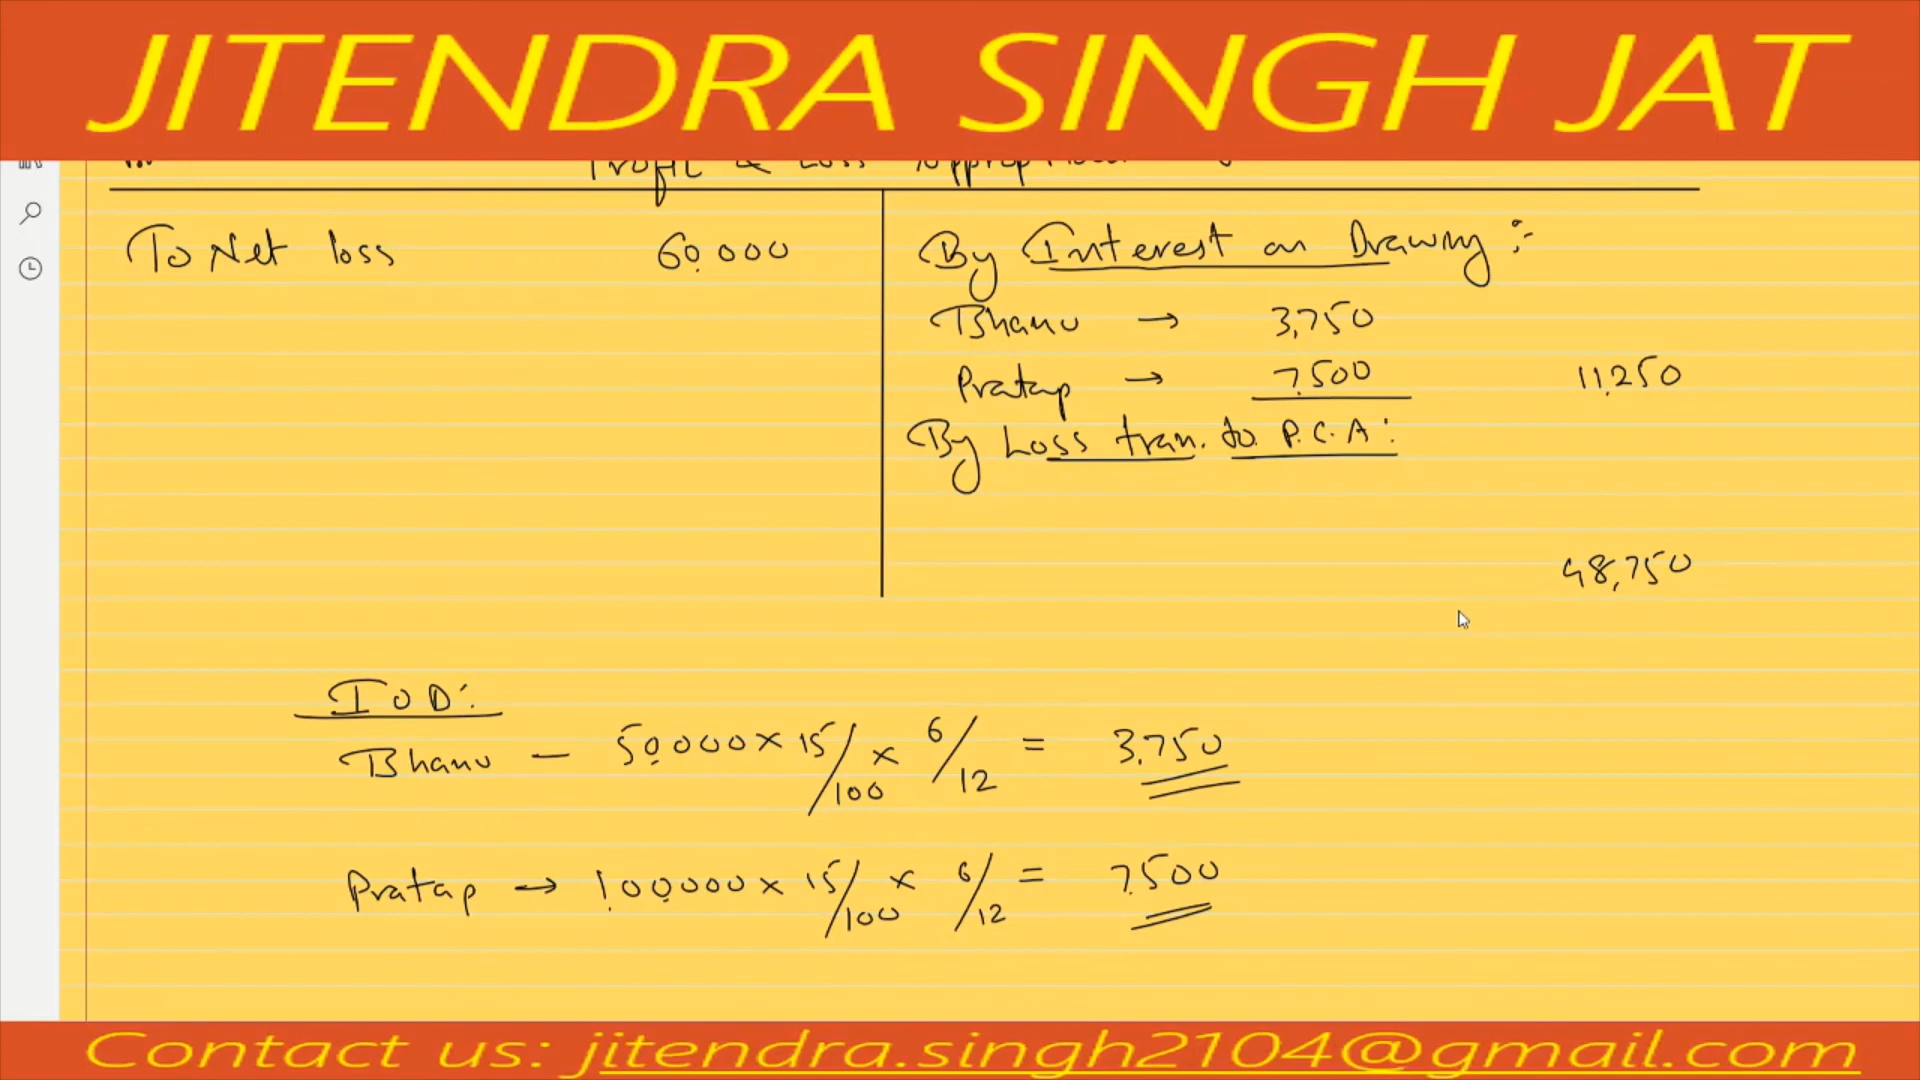 JITENDRA SINGH JAT
Profit & Loss
To Net loss 60,000
By Interest on Drawing :-
Bhanu → 3,750
Pratap → 7,500 11,250
By Loss tran. to P.C.A :
48,750
IOD:
Bhanu — 50,000 × 15/100 × 6/12 = 3,750
Pratap → 1,00,000 × 15/100 × 6/12 = 7,500
Contact us: jitendra.singh2104@gmail.com